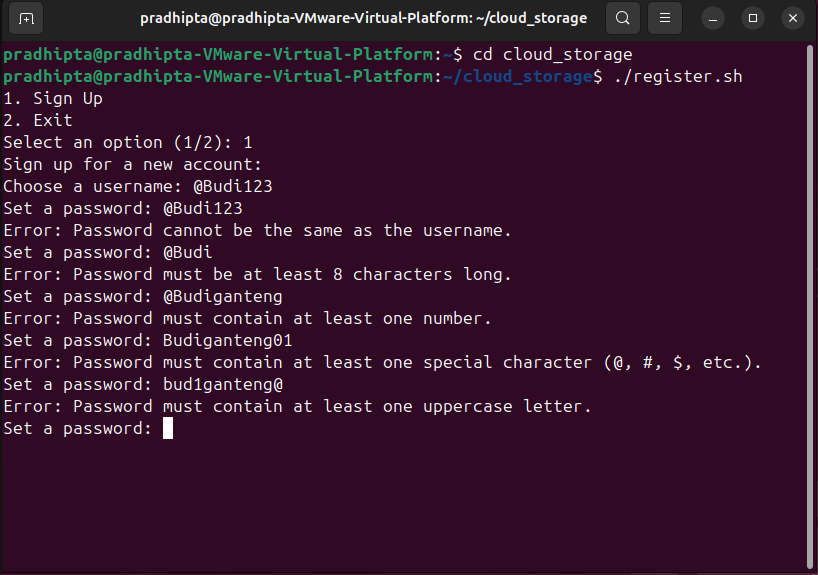 pradhipta@pradhipta-VMware-Virtual-Platform: ~/cloud_storage
pradhipta@pradhipta-VMware-Virtual-Platform:~$ cd cloud_storage
pradhipta@pradhipta-VMware-Virtual-Platform:~/cloud_storage$ ./register.sh
1. Sign Up
2. Exit
Select an option (1/2): 1
Sign up for a new account:
Choose a username: @Budi123
Set a password: @Budi123
Error: Password cannot be the same as the username.
Set a password: @Budi
Error: Password must be at least 8 characters long.
Set a password: @Budiganteng
Error: Password must contain at least one number.
Set a password: Budiganteng01
Error: Password must contain at least one special character (@, #, $, etc.).
Set a password: bud1ganteng@
Error: Password must contain at least one uppercase letter.
Set a password: